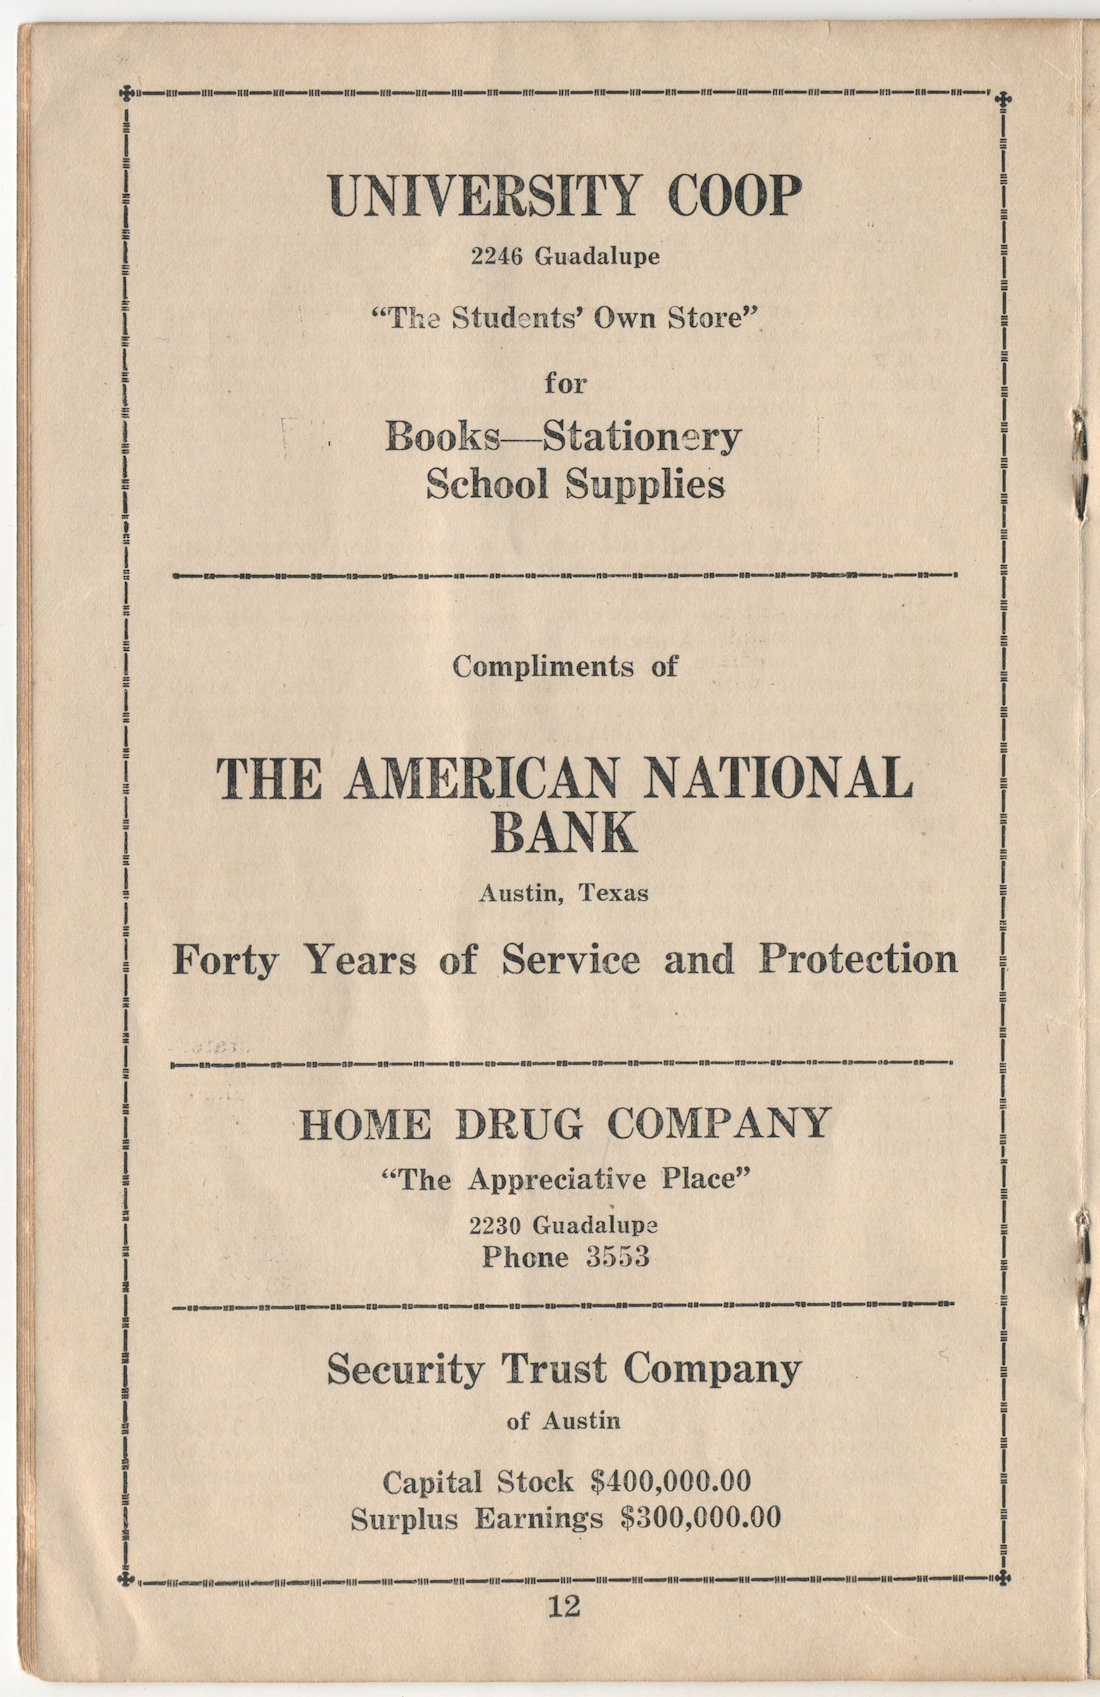 UNIVERSITY COOP
2246 Guadalupe
“The Students’ Own Store”
for
Books—Stationery
School Supplies
Compliments of
THE AMERICAN NATIONAL
BANK
Austin, Texas
Forty Years of Service and Protection
HOME DRUG COMPANY
“The Appreciative Place”
2230 Guadalupe
Phone 3553
Security Trust Company
of Austin
Capital Stock $400,000.00
Surplus Earnings $300,000.00
12